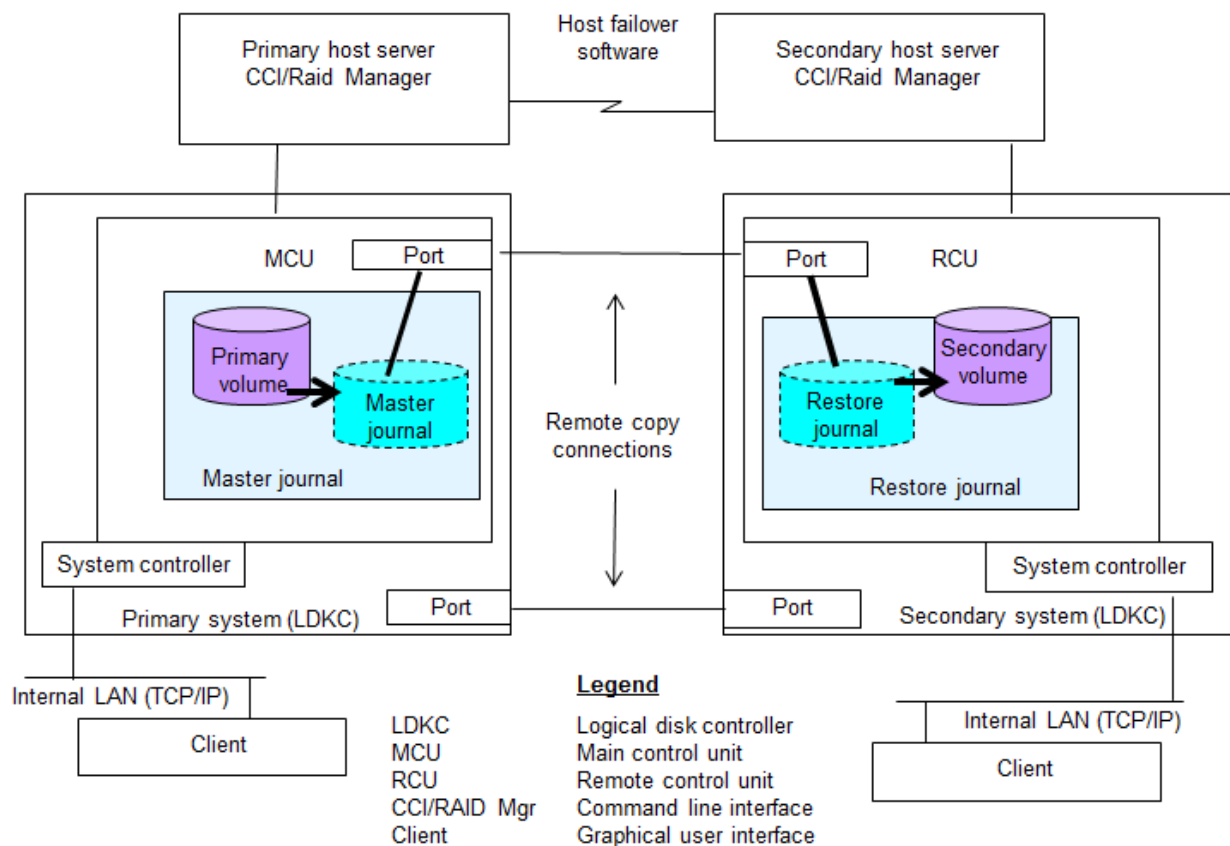 Primary host server
CCI/Raid Manager
Host failover
software
Secondary host server
CCI/Raid Manager
MCU
Port
Port
RCU
Primary
volume
Master
journal
Master journal
Remote copy
connections
Restore
journal
Secondary
volume
Restore journal
System controller
System controller
Port
Port
Primary system (LDKC)
Secondary system (LDKC)
Internal LAN (TCP/IP)
Client
Internal LAN (TCP/IP)
Client
Legend
LDKC Logical disk controller
MCU Main control unit
RCU Remote control unit
CCI/RAID Mgr Command line interface
Client Graphical user interface